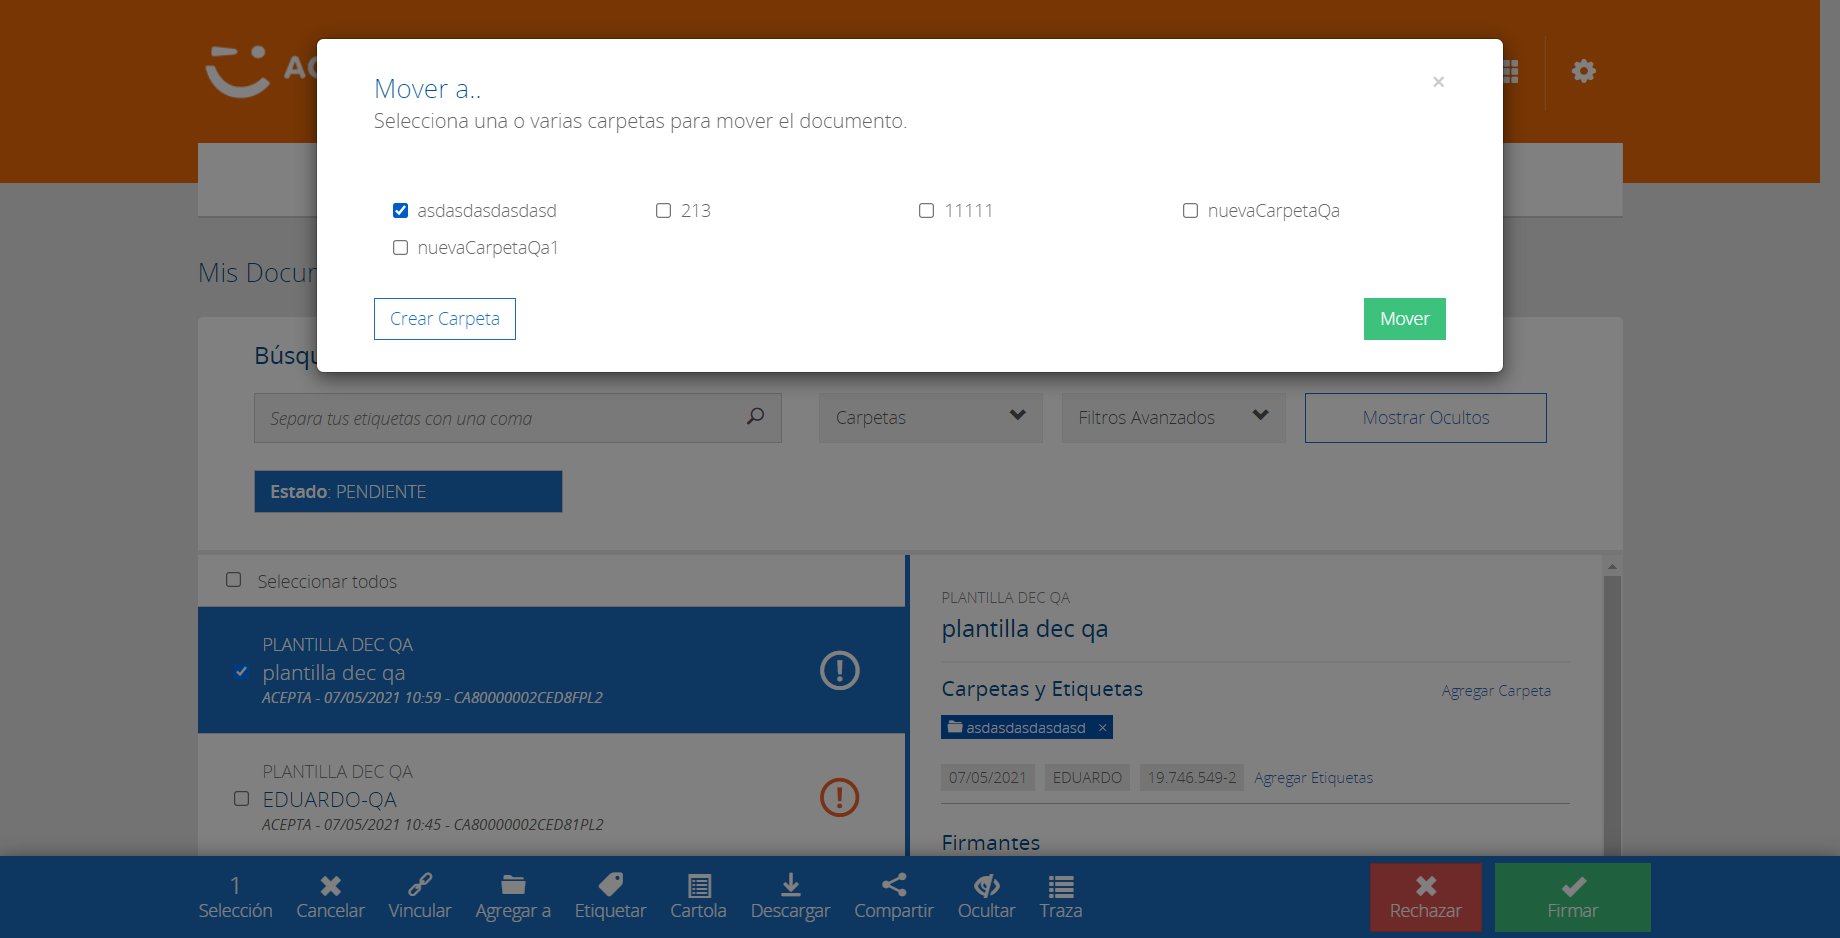 AC
Mover a..
×
Selecciona una o varias carpetas para mover el documento.
asdasdasdasdasd
213
11111
nuevaCarpetaQa
nuevaCarpetaQa1
Crear Carpeta
Mover
Mis Docum
Búsqu
Separa tus etiquetas con una coma
Carpetas
Filtros Avanzados
Mostrar Ocultos
Estado: PENDIENTE
Seleccionar todos
PLANTILLA DEC QA
plantilla dec qa
ACEPTA - 07/05/2021 10:59 - CA80000002CED8FPL2
PLANTILLA DEC QA
EDUARDO-QA
ACEPTA - 07/05/2021 10:45 - CA80000002CED81PL2
PLANTILLA DEC QA
plantilla dec qa
Carpetas y Etiquetas
Agregar Carpeta
asdasdasdasdasd ×
07/05/2021
EDUARDO
19.746.549-2
Agregar Etiquetas
Firmantes
1
Selección
Cancelar
Vincular
Agregar a
Etiquetar
Cartola
Descargar
Compartir
Ocultar
Traza
Rechazar
Firmar